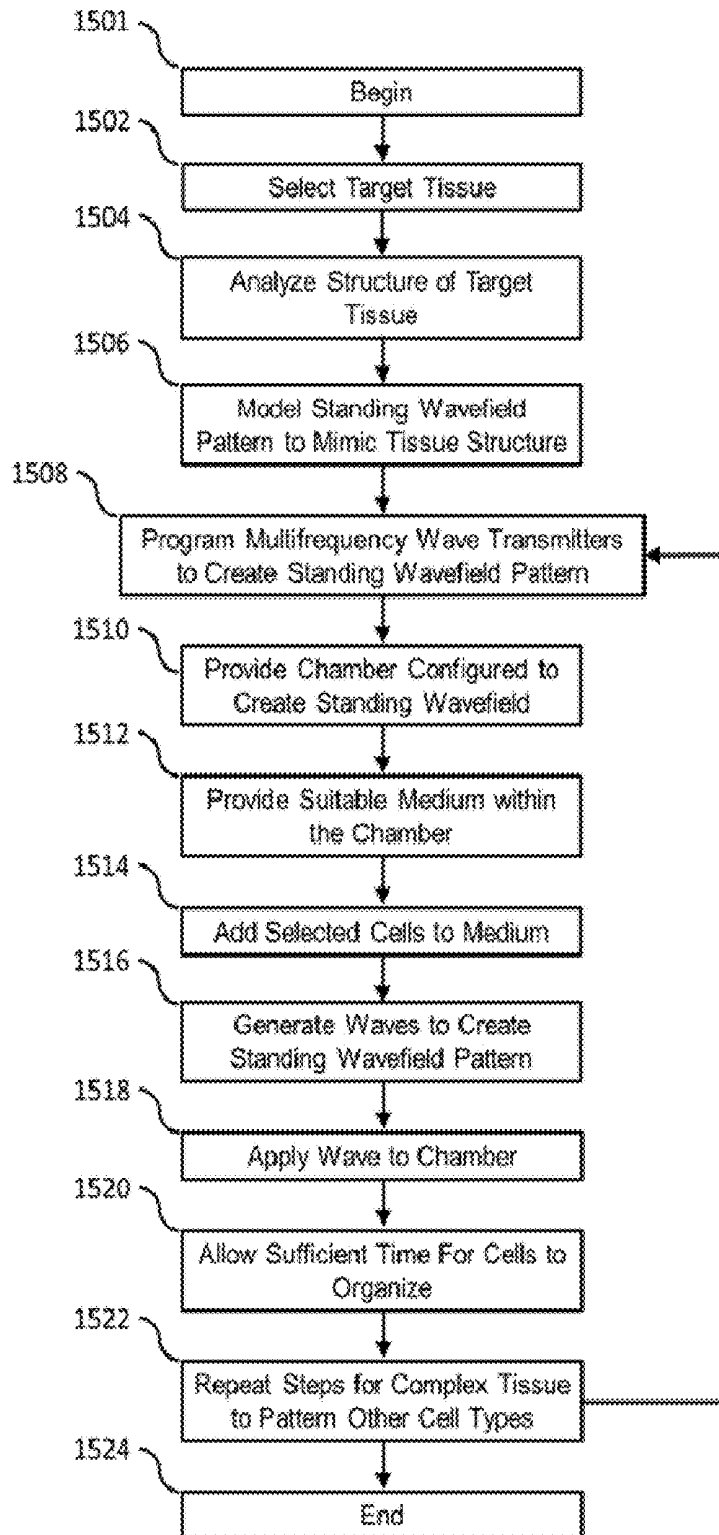 1501
Begin
1502
Select Target Tissue
1504
Analyze Structure of Target
Tissue
1506
Model Standing Wavefield
Pattern to Mimic Tissue Structure
1508
Program Multifrequency Wave Transmitters
to Create Standing Wavefield Pattern
1510
Provide Chamber Configured to
Create Standing Wavefield
1512
Provide Suitable Medium within
the Chamber
1514
Add Selected Cells to Medium
1516
Generate Waves to Create
Standing Wavefield Pattern
1518
Apply Wave to Chamber
1520
Allow Sufficient Time For Cells to
Organize
1522
Repeat Steps for Complex Tissue
to Pattern Other Cell Types
1524
End